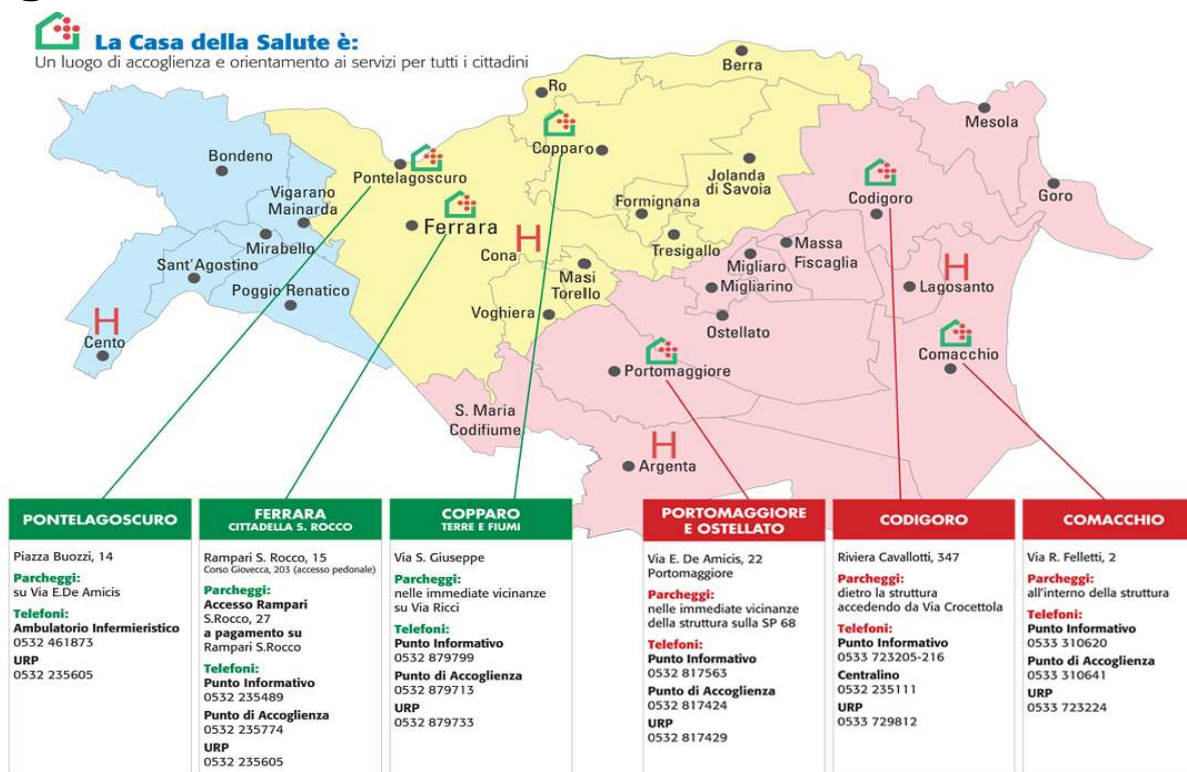 La Casa della Salute è:
Un luogo di accoglienza e orientamento ai servizi per tutti i cittadini
Berra
Ro
Mesola
Copparo
Bondeno
Pontelagoscuro
Jolanda
di Savoia
Vigarano
Mainarda
Formignana
Codigoro
Goro
Ferrara
Mirabello
Cona
H
Tresigallo
Massa
Fiscaglia
Sant'Agostino
Masi
Torello
Migliaro
Migliarino
H
Lagosanto
Poggio Renatico
Voghiera
Ostellato
H
Cento
Comacchio
Portomaggiore
S. Maria
Codifiume
H
Argenta
PONTELAGOSCURO
Piazza Buozzi, 14
Parcheggi:
su Via E.De Amicis
Telefoni:
Ambulatorio Infermieristico
0532 461873
URP
0532 235605
FERRARA
CITTADELLA S. ROCCO
Rampari S. Rocco, 15
Corso Giovecca, 203 (accesso pedonale)
Parcheggi:
Accesso Rampari
S.Rocco, 27
a pagamento su
Rampari S.Rocco
Telefoni:
Punto Informativo
0532 235489
Punto di Accoglienza
0532 235774
URP
0532 235605
COPPARO
TERRE E FIUMI
Via S. Giuseppe
Parcheggi:
nelle immediate vicinanze
su Via Ricci
Telefoni:
Punto Informativo
0532 879799
Punto di Accoglienza
0532 879713
URP
0532 879733
PORTOMAGGIORE
E OSTELLATO
Via E. De Amicis, 22
Portomaggiore
Parcheggi:
nelle immediate vicinanze
della struttura sulla SP 68
Telefoni:
Punto Informativo
0532 817563
Punto di Accoglienza
0532 817424
URP
0532 817429
CODIGORO
Riviera Cavallotti, 347
Parcheggi:
dietro la struttura
accedendo da Via Crocettola
Telefoni:
Punto Informativo
0533 723205-216
Centralino
0532 235111
URP
0533 729812
COMACCHIO
Via R. Felletti, 2
Parcheggi:
all'interno della struttura
Telefoni:
Punto Informativo
0533 310620
Punto di Accoglienza
0533 310641
URP
0533 723224